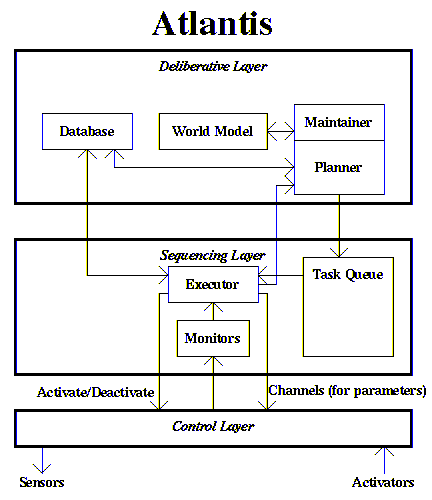 Atlantis
Deliberative Layer
Database
World Model
Maintainer
Planner
Sequencing Layer
Executor
Task Queue
Monitors
Activate/Deactivate
Channels (for parameters)
Control Layer
Sensors
Activators